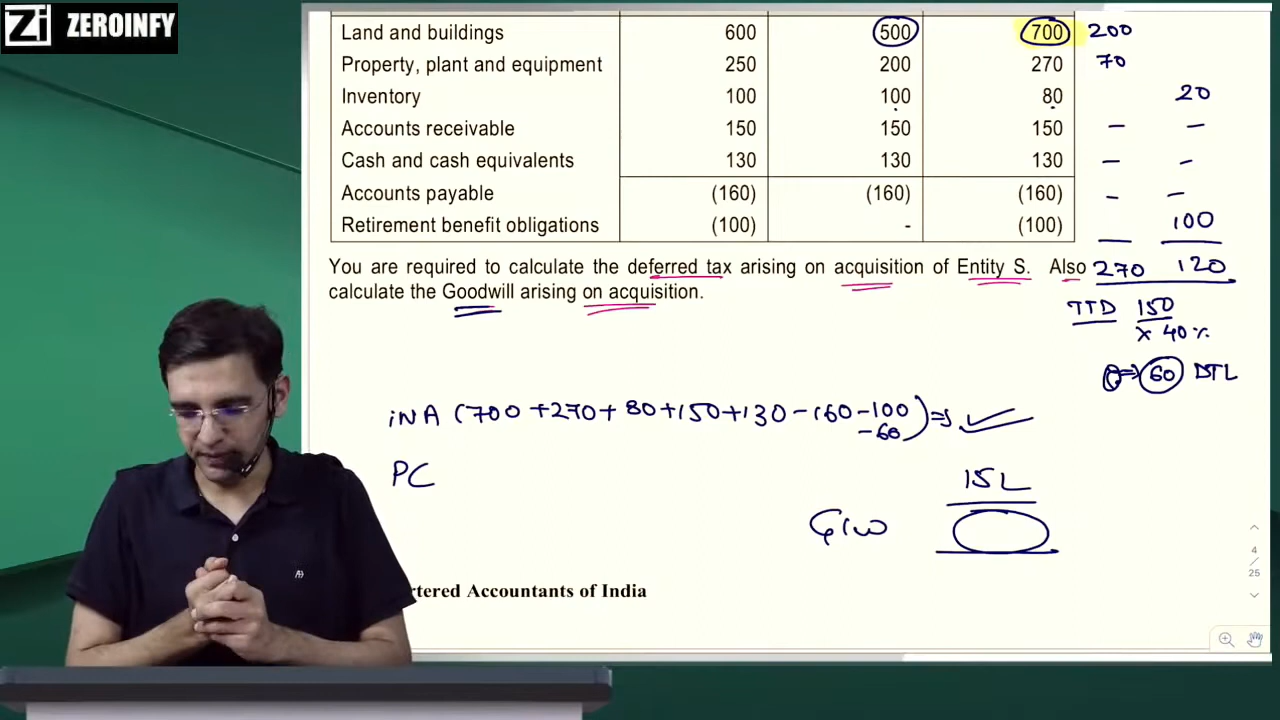 Zi ZEROINFY
Land and buildings 600 500 700 200
Property, plant and equipment 250 200 270 70
Inventory 100 100 80 20
Accounts receivable 150 150 150 - -
Cash and cash equivalents 130 130 130 - -
Accounts payable (160) (160) (160) - -
Retirement benefit obligations (100) - (100) - 100
You are required to calculate the deferred tax arising on acquisition of Entity S. Also 270 120
calculate the Goodwill arising on acquisition.
TTD 150
x 40%
⇒ 60 DTL
iNA (700 + 270 + 80 + 150 + 130 - 160 - 100
- 60) ⇒
PC 15L
G/w
rtered Accountants of India
4
/
25